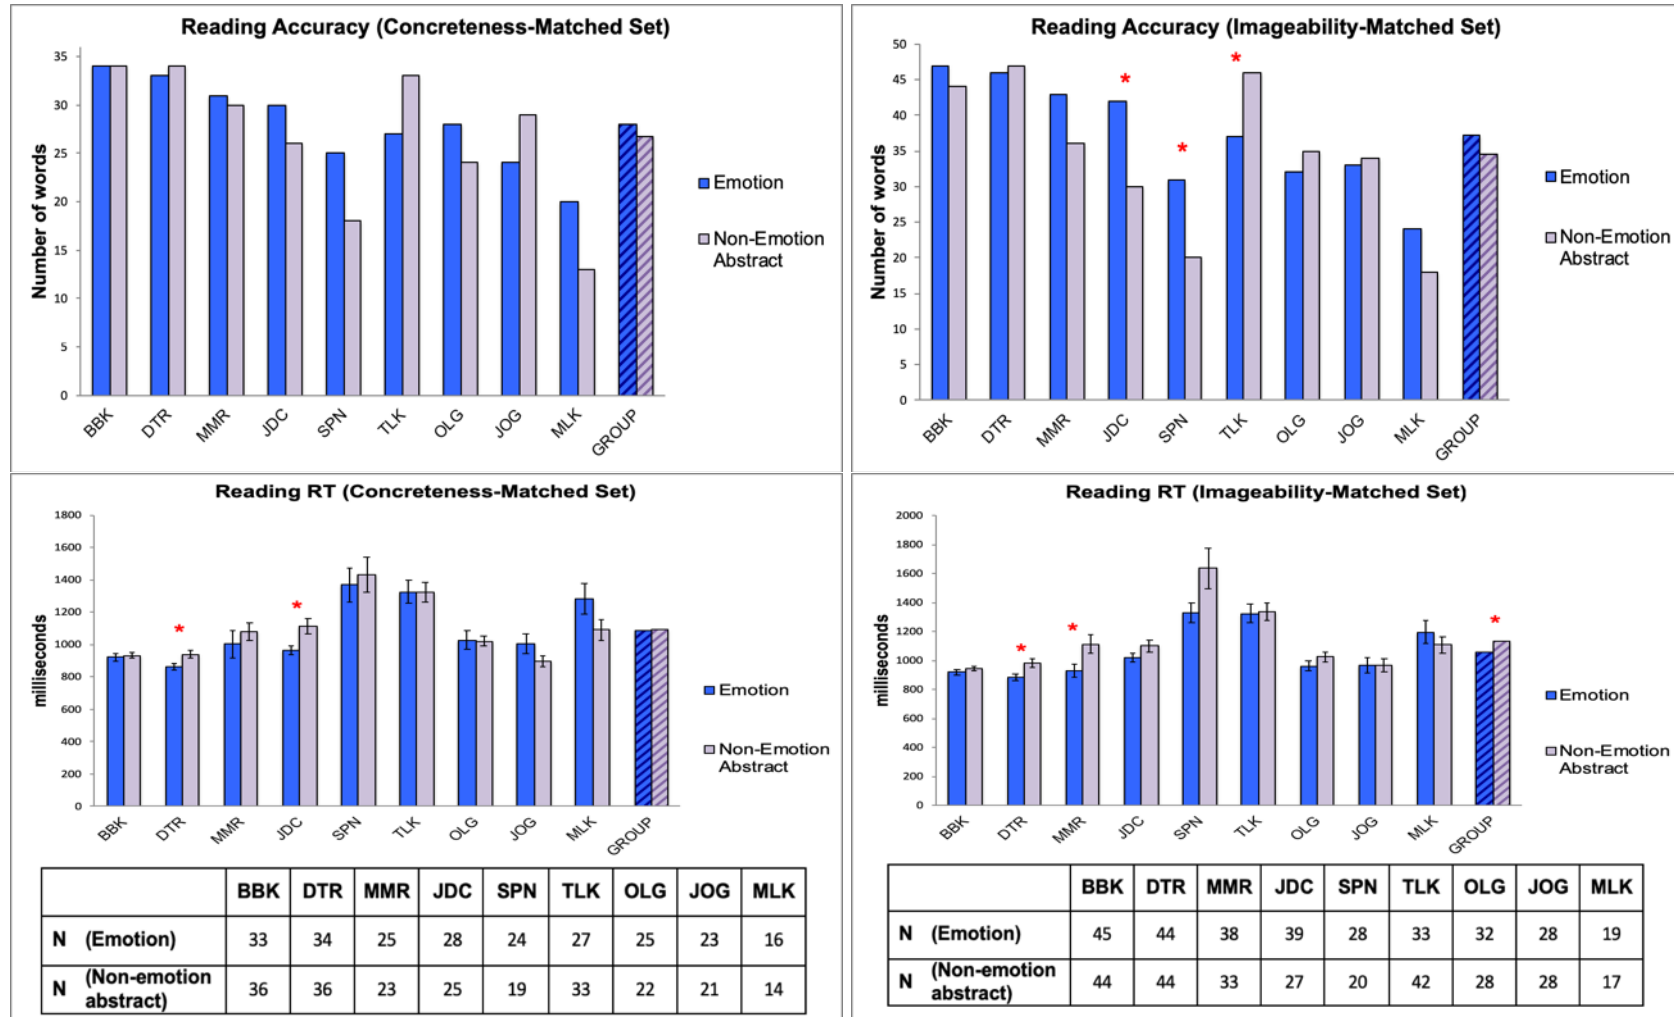 Reading Accuracy (Concreteness-Matched Set)
Number of words
35
30
25
20
15
10
5
0
BBK
DTR
MMR
JDC
SPN
TLK
OLG
JOG
MLK
GROUP
Emotion
Non-Emotion
Abstract
Reading Accuracy (Imageability-Matched Set)
Number of words
50
45
40
35
30
25
20
15
10
5
0
*
*
*
BBK
DTR
MMR
JDC
SPN
TLK
OLG
JOG
MLK
GROUP
Emotion
Non-Emotion
Abstract
Reading RT (Concreteness-Matched Set)
milliseconds
1800
1600
1400
1200
1000
800
600
400
200
0
*
*
BBK
DTR
MMR
JDC
SPN
TLK
OLG
JOG
MLK
GROUP
Emotion
Non-Emotion
Abstract
BBK DTR MMR JDC SPN TLK OLG JOG MLK
N (Emotion) 33 34 25 28 24 27 25 23 16
N (Non-emotion
abstract) 36 36 23 25 19 33 22 21 14
Reading RT (Imageability-Matched Set)
milliseconds
2000
1800
1600
1400
1200
1000
800
600
400
200
0
*
*
*
BBK
DTR
MMR
JDC
SPN
TLK
OLG
JOG
MLK
GROUP
Emotion
Non-Emotion
Abstract
BBK DTR MMR JDC SPN TLK OLG JOG MLK
N (Emotion) 45 44 38 39 28 33 32 28 19
N (Non-emotion
abstract) 44 44 33 27 20 42 28 28 17